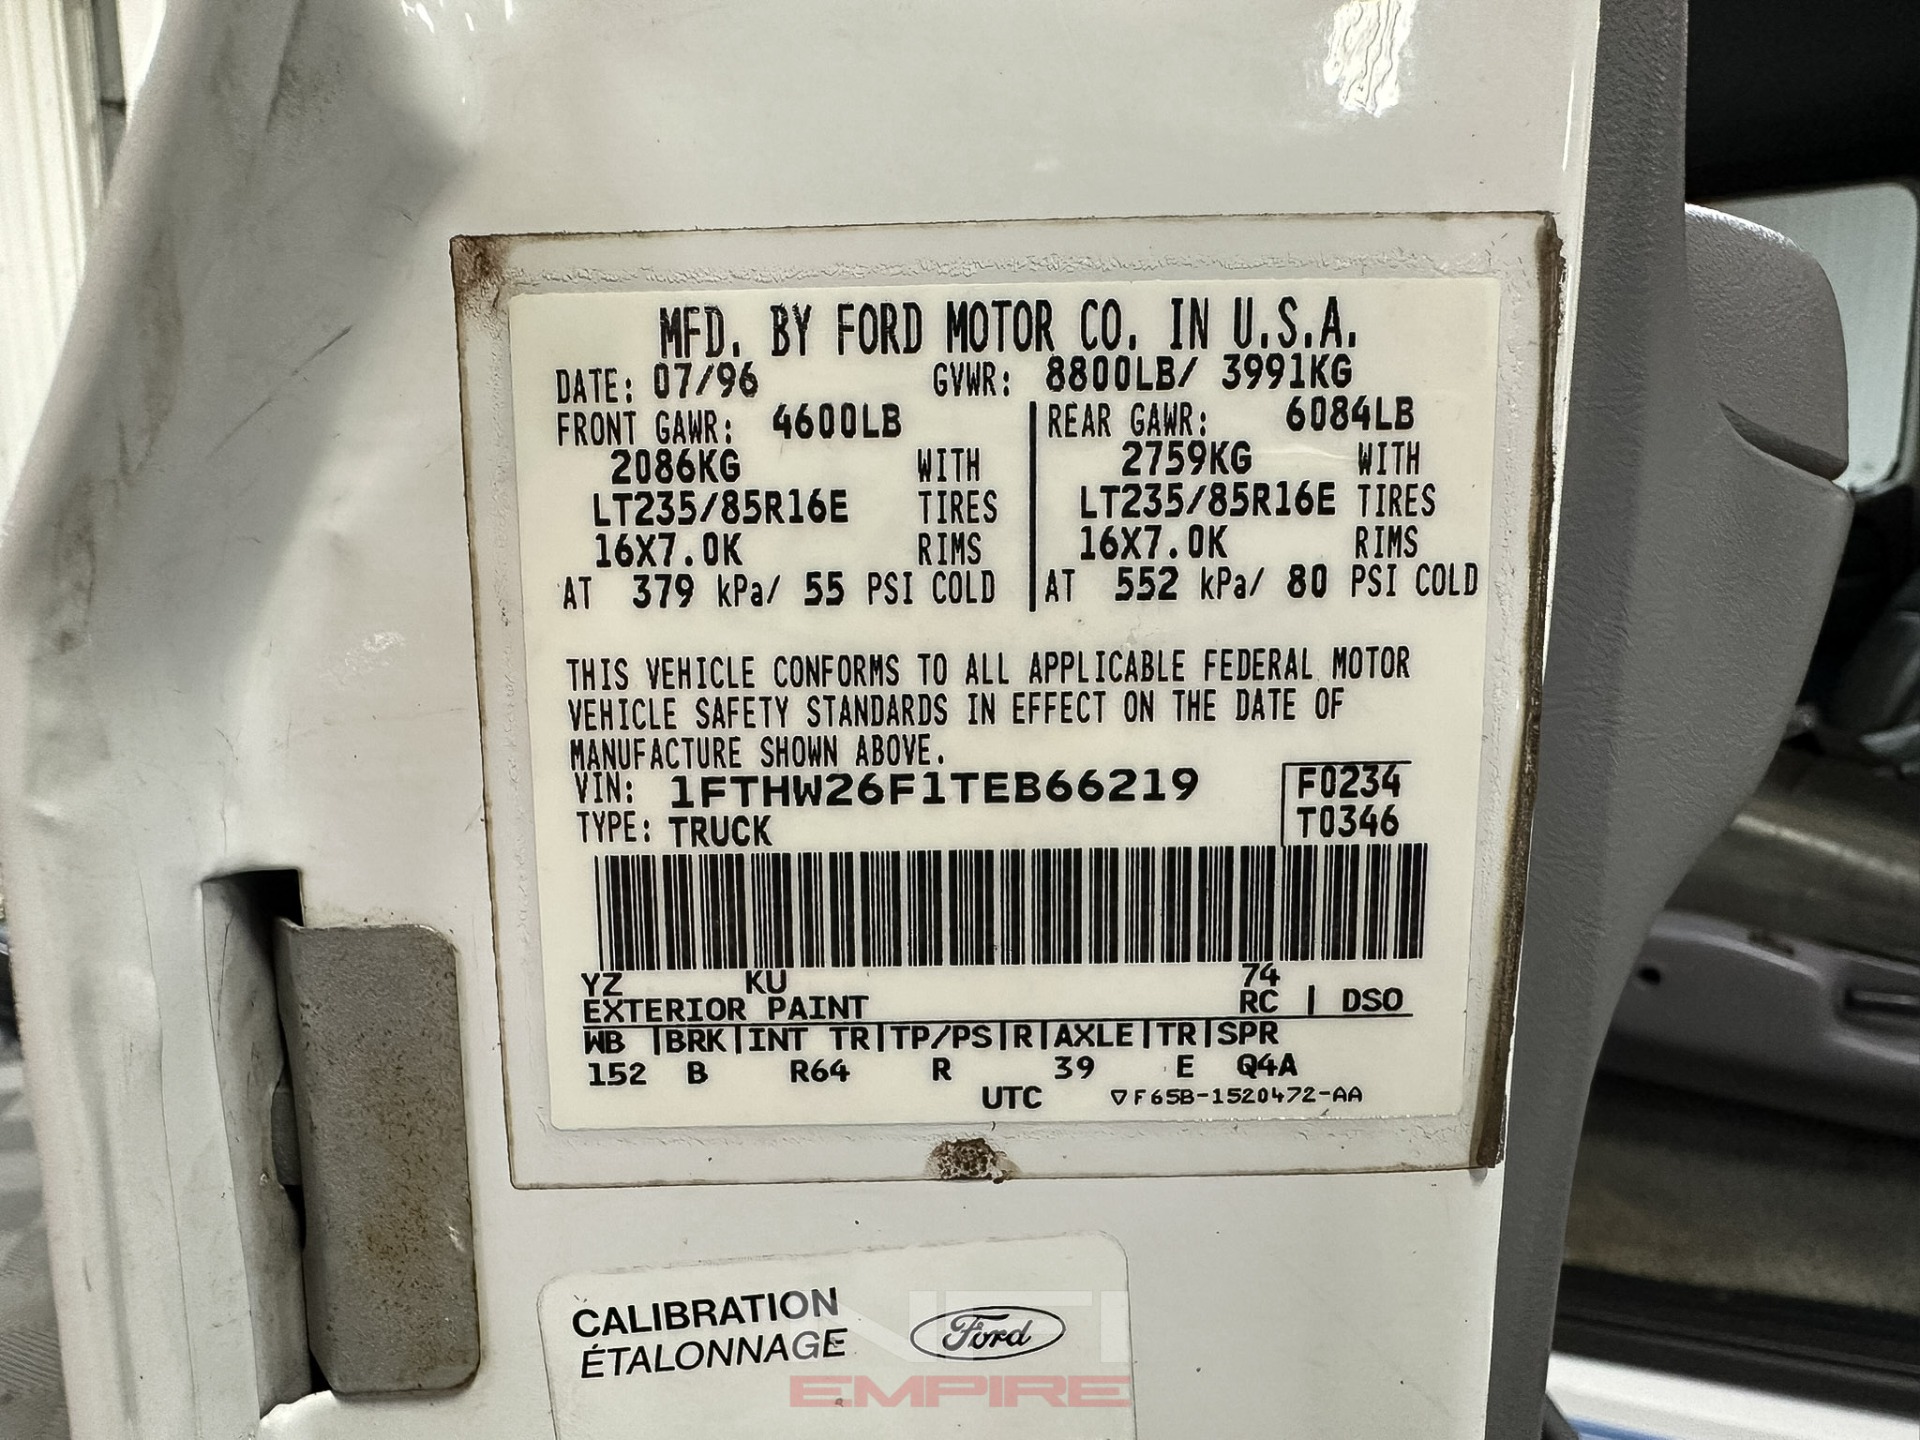 MFD. BY FORD MOTOR CO. IN U.S.A.
DATE: 07/96 GVWR: 8800LB/ 3991KG
FRONT GAWR: 4600LB REAR GAWR: 6084LB
2086KG WITH 2759KG WITH
LT235/85R16E TIRES LT235/85R16E TIRES
16X7.0K RIMS 16X7.0K RIMS
AT 379 kPa/ 55 PSI COLD AT 552 kPa/ 80 PSI COLD
THIS VEHICLE CONFORMS TO ALL APPLICABLE FEDERAL MOTOR
VEHICLE SAFETY STANDARDS IN EFFECT ON THE DATE OF
MANUFACTURE SHOWN ABOVE.
VIN: 1FTHW26F1TEB66219 F0234
TYPE: TRUCK T0346
YZ KU 74
EXTERIOR PAINT RC | DSO
WB |BRK|INT TR|TP/PS|R|AXLE|TR|SPR
152 B R64 R 39 E Q4A
UTC ▽F65B-1520472-AA
CALIBRATION
ÉTALONNAGE
Ford
NFI
EMPIRE